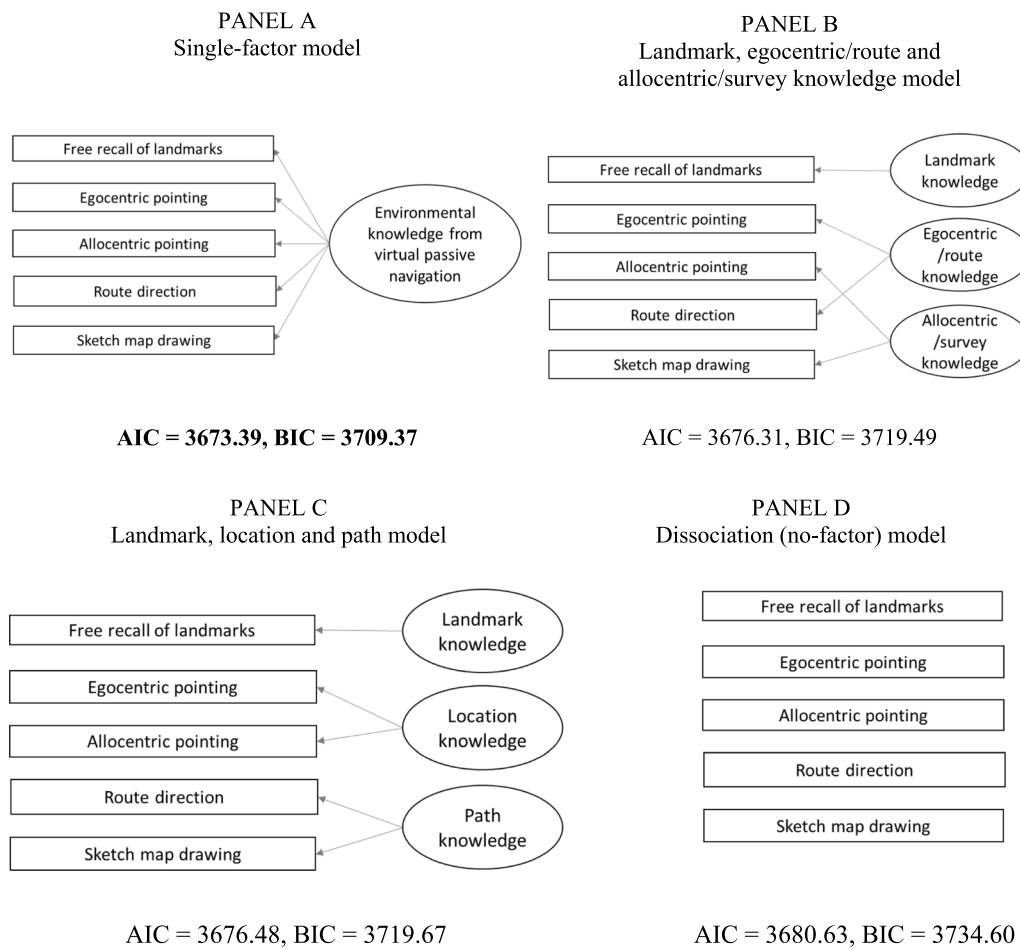 PANEL A
Single-factor model
Free recall of landmarks
Egocentric pointing
Allocentric pointing
Route direction
Sketch map drawing
Environmental
knowledge from
virtual passive
navigation
AIC = 3673.39, BIC = 3709.37
PANEL B
Landmark, egocentric/route and
allocentric/survey knowledge model
Free recall of landmarks
Egocentric pointing
Allocentric pointing
Route direction
Sketch map drawing
Landmark
knowledge
Egocentric
/route
knowledge
Allocentric
/survey
knowledge
AIC = 3676.31, BIC = 3719.49
PANEL C
Landmark, location and path model
Free recall of landmarks
Egocentric pointing
Allocentric pointing
Route direction
Sketch map drawing
Landmark
knowledge
Location
knowledge
Path
knowledge
AIC = 3676.48, BIC = 3719.67
PANEL D
Dissociation (no-factor) model
Free recall of landmarks
Egocentric pointing
Allocentric pointing
Route direction
Sketch map drawing
AIC = 3680.63, BIC = 3734.60